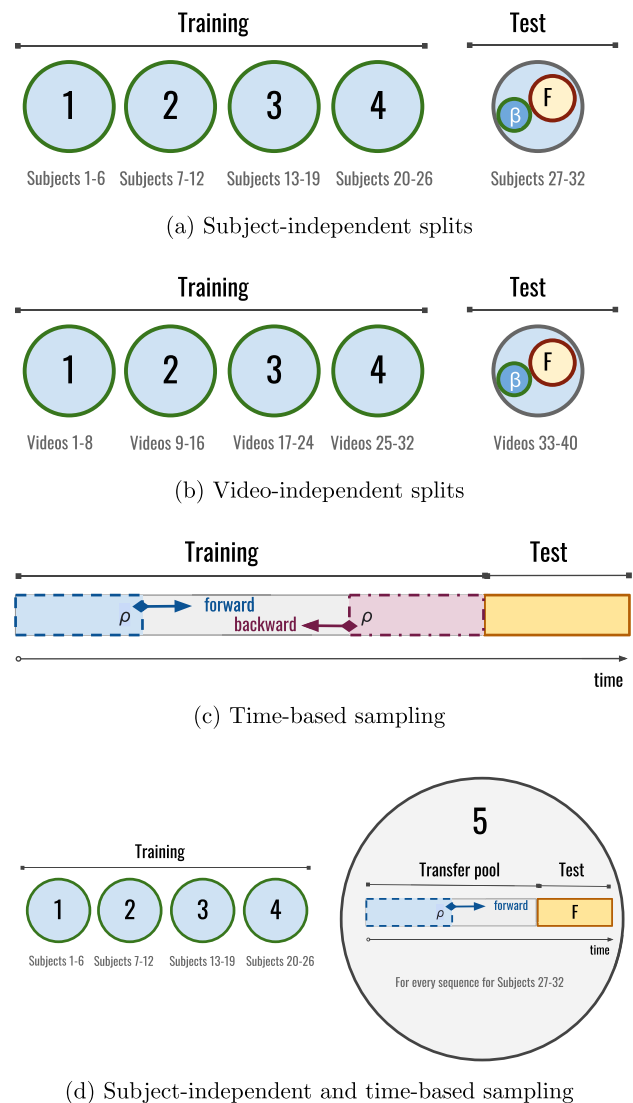 Training Test
1 2 3 4 β F
Subjects 1-6 Subjects 7-12 Subjects 13-19 Subjects 20-26 Subjects 27-32
(a) Subject-independent splits
Training Test
1 2 3 4 β F
Videos 1-8 Videos 9-16 Videos 17-24 Videos 25-32 Videos 33-40
(b) Video-independent splits
Training Test
ρ forward
backward ρ
time
(c) Time-based sampling
Training
1 2 3 4
Subjects 1-6 Subjects 7-12 Subjects 13-19 Subjects 20-26
5
Transfer pool Test
ρ forward F
time
For every sequence for Subjects 27-32
(d) Subject-independent and time-based sampling